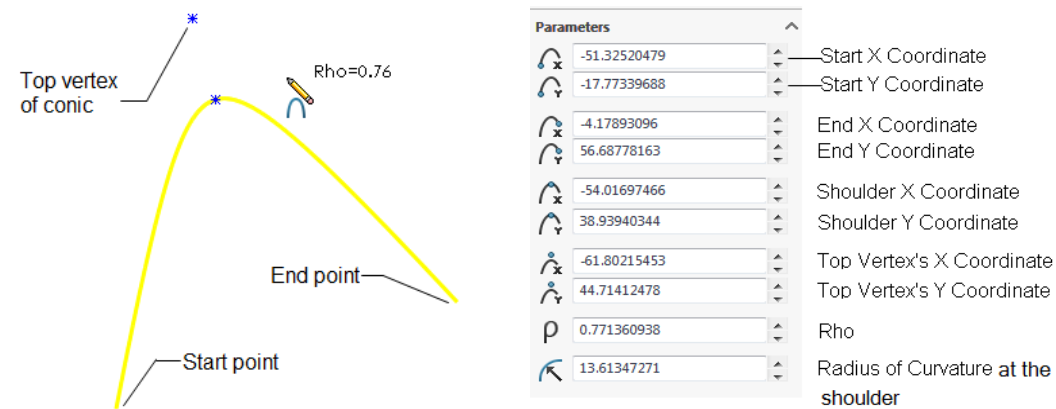 Top vertex
of conic
Rho=0.76
End point
Start point
Parameters
-51.32520479
Start X Coordinate
-17.77339688
Start Y Coordinate
-4.17893096
End X Coordinate
56.68778163
End Y Coordinate
-54.01697466
Shoulder X Coordinate
38.93940344
Shoulder Y Coordinate
-61.80215453
Top Vertex's X Coordinate
44.71412478
Top Vertex's Y Coordinate
ρ
0.771360938
Rho
13.61347271
Radius of Curvature at the
shoulder